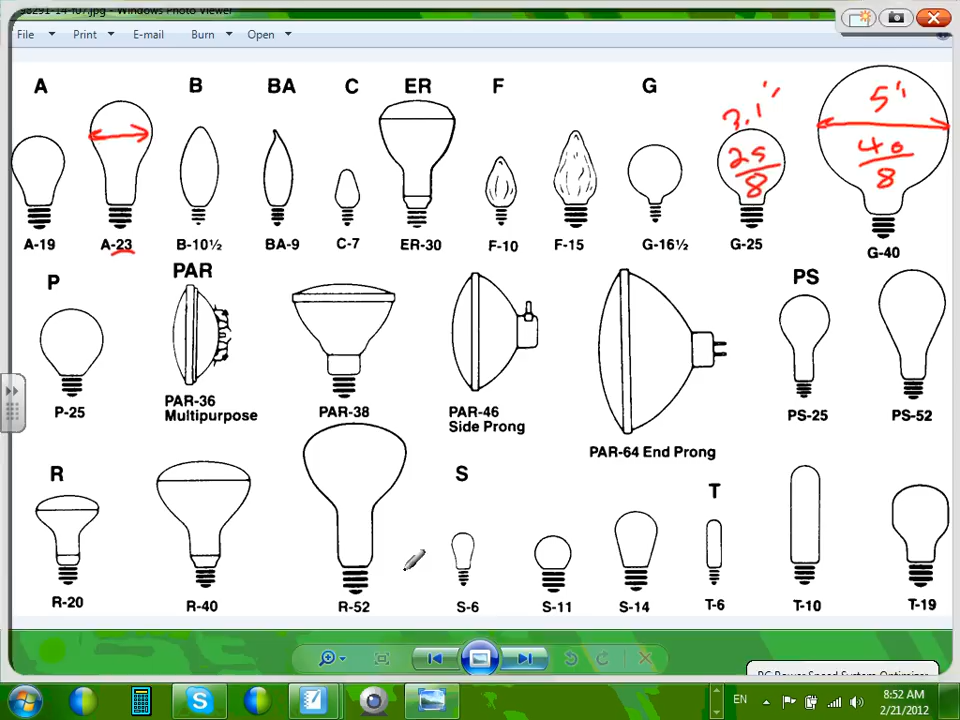 File Print E-mail Burn Open
A B BA C ER F G
3.1"
25/8
5"
40/8
A-19 A-23 B-10½ BA-9 C-7 ER-30 F-10 F-15 G-16½ G-25 G-40
P PAR PS
P-25 PAR-36 Multipurpose PAR-38 PAR-46 Side Prong PAR-64 End Prong PS-25 PS-52
R S T
R-20 R-40 R-52 S-6 S-11 S-14 T-6 T-10 T-19
EN
8:52 AM
2/21/2012